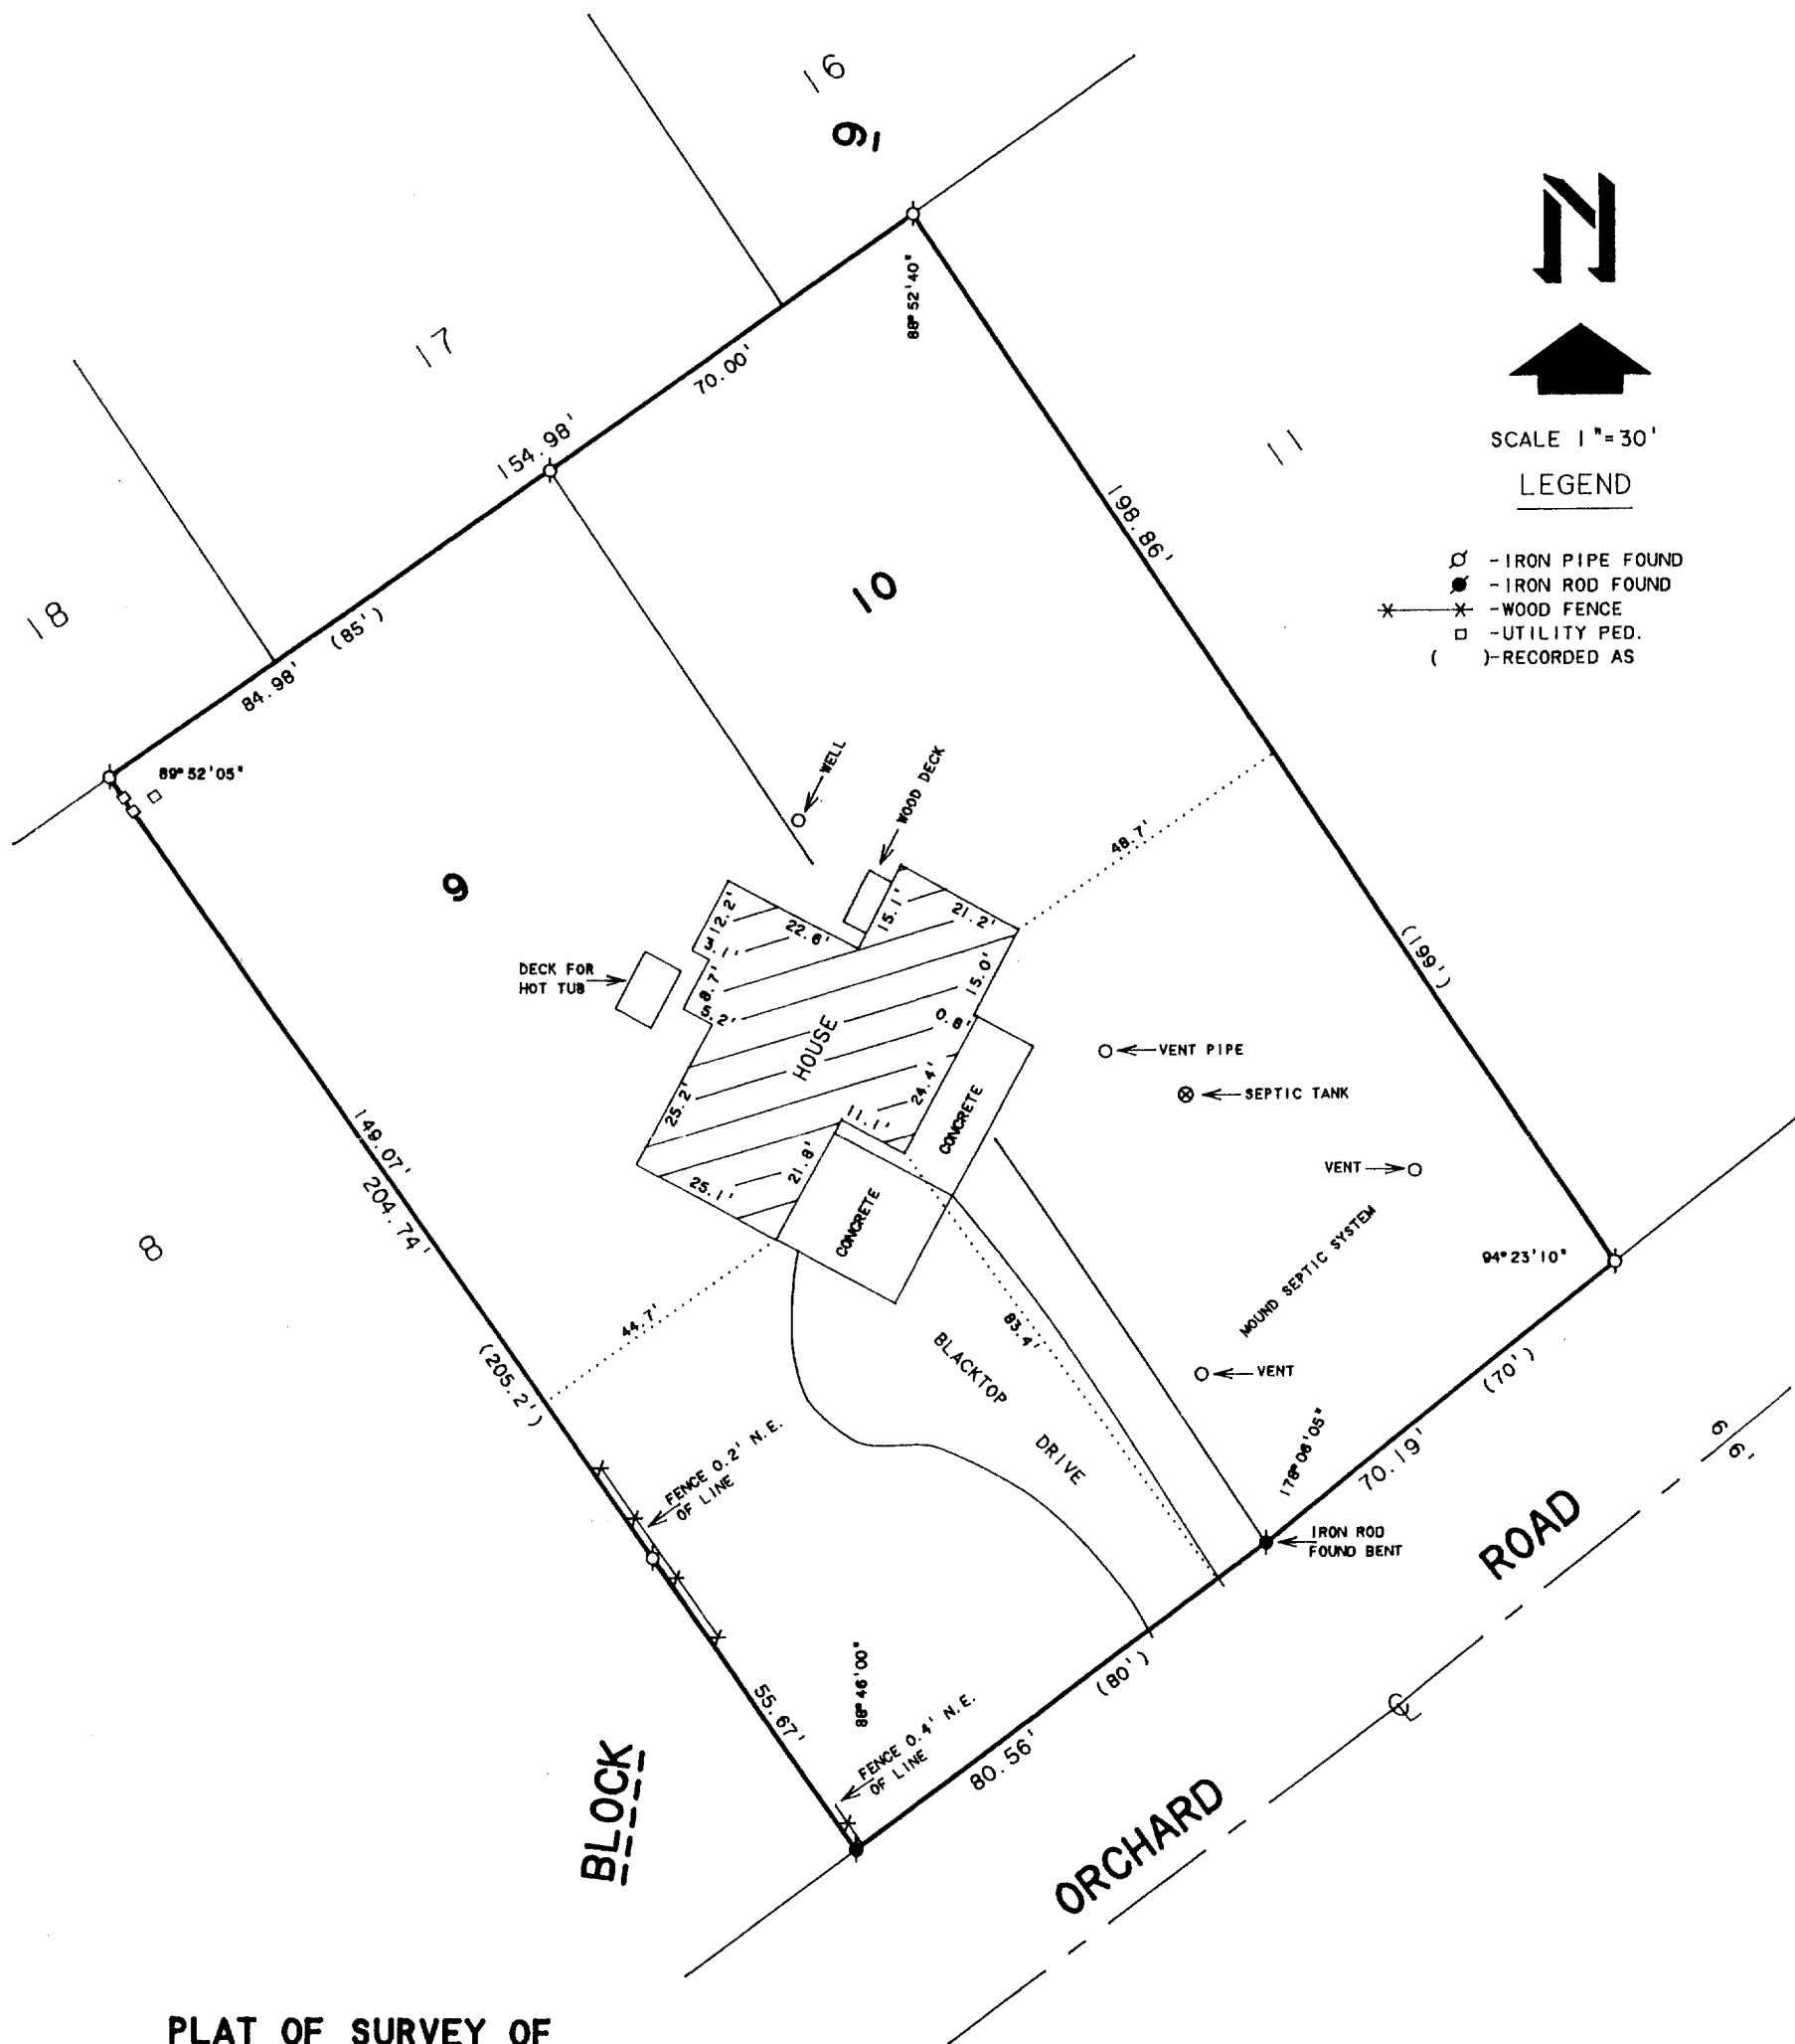 16
9
N
SCALE 1"=30'
LEGEND
-IRON PIPE FOUND
-IRON ROD FOUND
-WOOD FENCE
-UTILITY PED.
( )-RECORDED AS
88°52'40"
17
70.00'
154.98'
11
198.86'
18
(85')
84.98'
10
89°52'05"
WELL
WOOD DECK
48.7'
9
(199')
12.2'
3.1'
22.6'
15.1'
21.2'
DECK FOR
HOT TUB
8.7'
5.2'
15.0'
0.8'
HOUSE
25.2'
24.4'
11.1'
21.8'
25.1'
CONCRETE
CONCRETE
VENT PIPE
SEPTIC TANK
VENT
MOUND SEPTIC SYSTEM
94°23'10"
149.07'
204.74'
8
44.7'
83.4'
(205.2')
BLACKTOP
DRIVE
VENT
(70')
178°06'05"
70.19'
66'
FENCE 0.2' N.E.
OF LINE
IRON ROD
FOUND BENT
ROAD
88°46'00"
(80')
55.67'
FENCE 0.4' N.E.
OF LINE
80.56'
BLOCK
ORCHARD
PLAT OF SURVEY OF